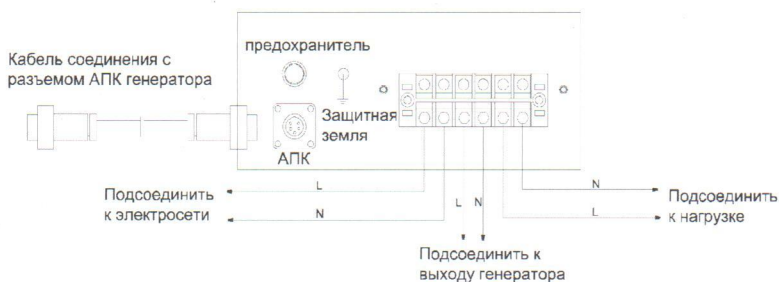 предохранитель
Кабель соединения с
разъемом АПК генератора
Защитная
земля
АПК
L
N
Подсоединить
к электросети
L N
Подсоединить к
выходу генератора
N
L
Подсоединить
к нагрузке